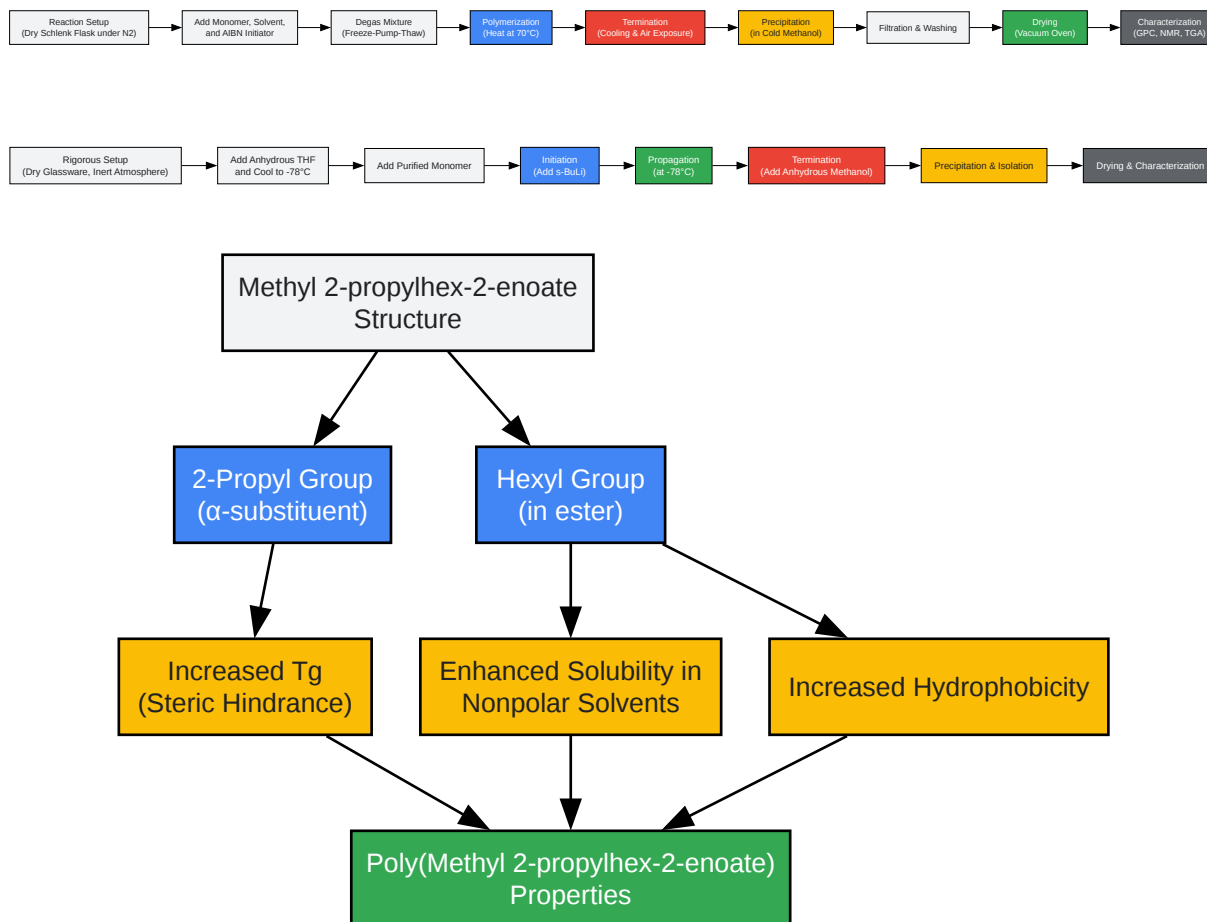 Reaction Setup
(Dry Schlenk Flask under N2)
Add Monomer, Solvent,
and AIBN Initiator
Degas Mixture
(Freeze-Pump-Thaw)
Polymerization
(Heat at 70°C)
Termination
(Cooling & Air Exposure)
Precipitation
(in Cold Methanol)
Filtration & Washing
Drying
(Vacuum Oven)
Characterization
(GPC, NMR, TGA)
Rigorous Setup
(Dry Glassware, Inert Atmosphere)
Add Anhydrous THF
and Cool to -78°C
Add Purified Monomer
Initiation
(Add s-BuLi)
Propagation
(at -78°C)
Termination
(Add Anhydrous Methanol)
Precipitation & Isolation
Drying & Characterization
Methyl 2-propylhex-2-enoate
Structure
2-Propyl Group
(α-substituent)
Hexyl Group
(in ester)
Increased Tg
(Steric Hindrance)
Enhanced Solubility in
Nonpolar Solvents
Increased Hydrophobicity
Poly(Methyl 2-propylhex-2-enoate)
Properties